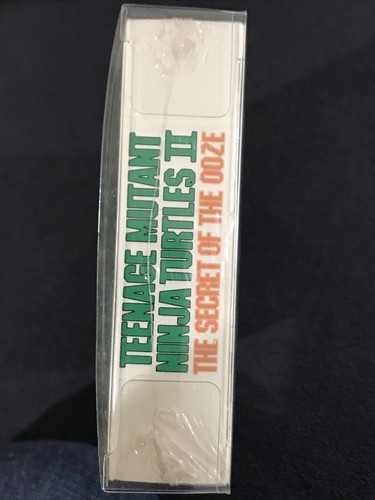 TEENAGE MUTANT
NINJA TURTLES II
THE SECRET OF THE OOZE